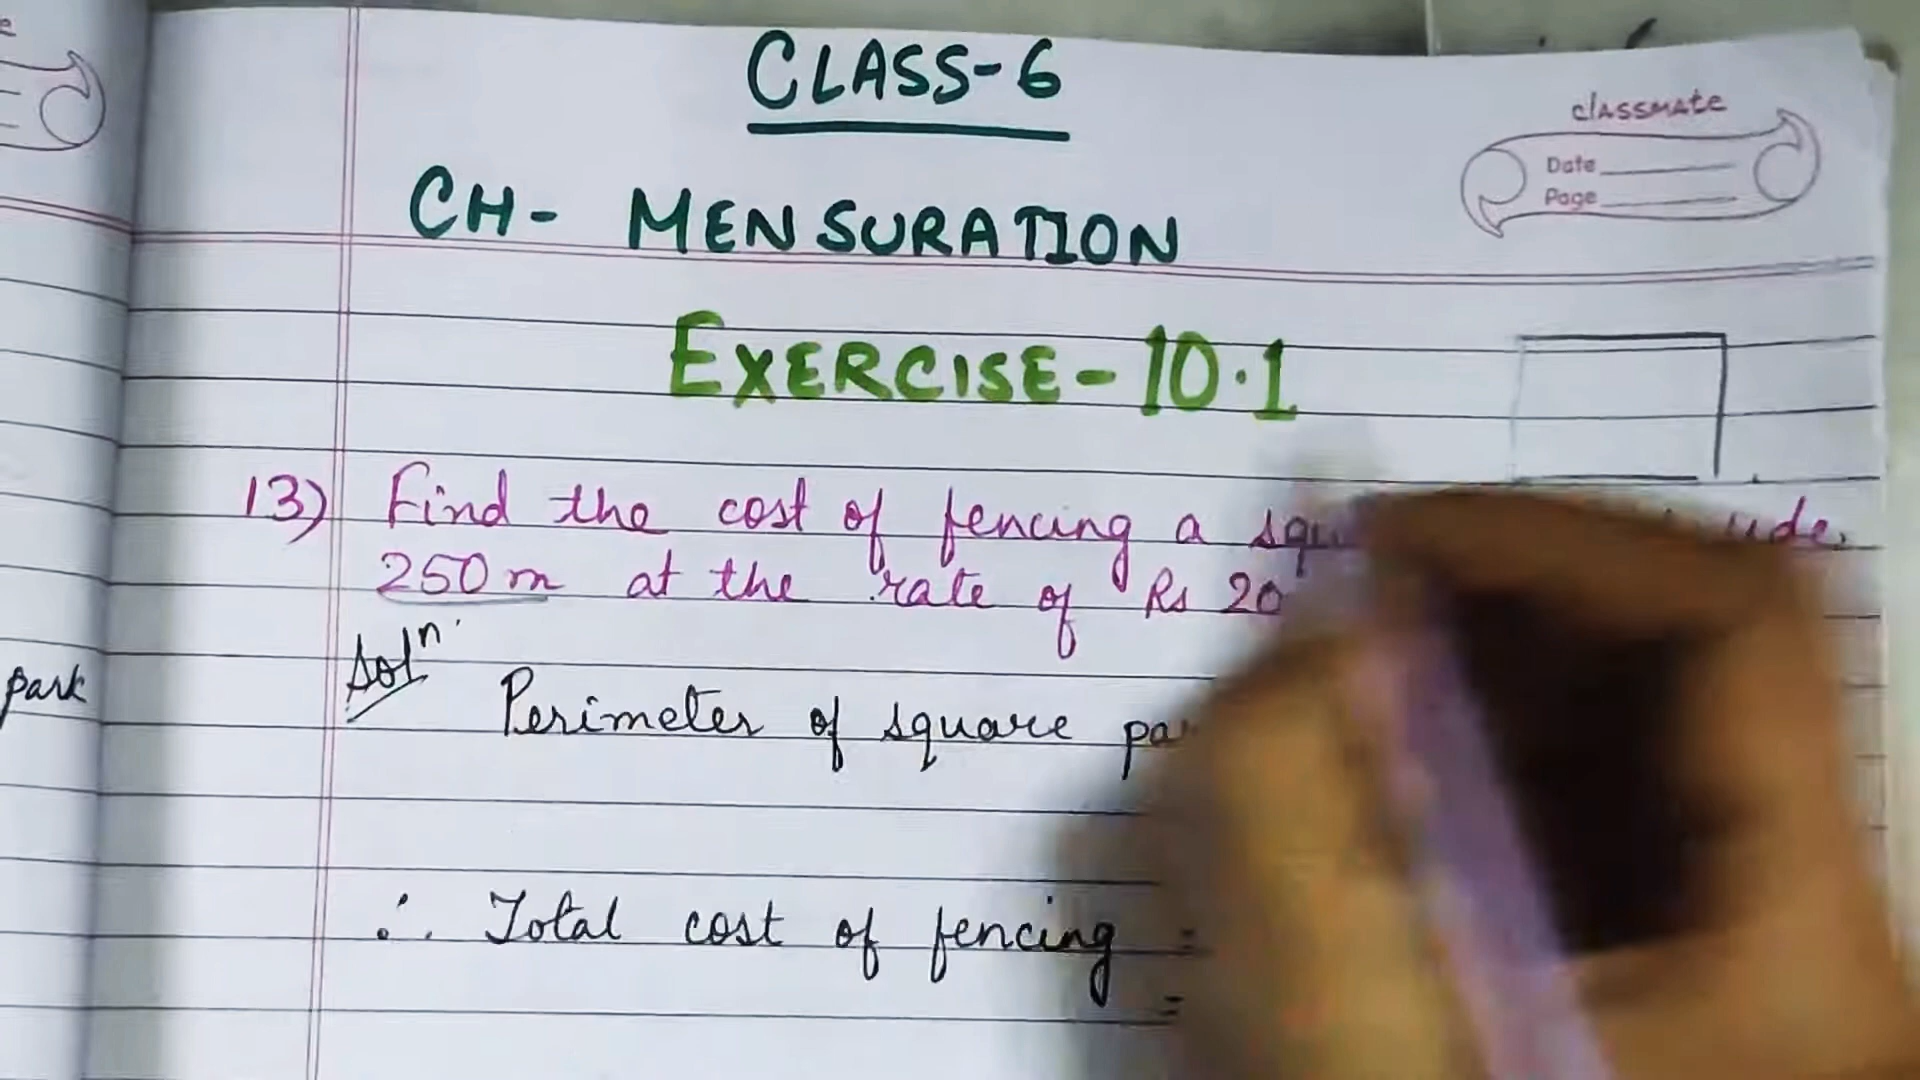 CLASS-6
classmate
Date
Page
CH- MENSURATION
EXERCISE-10.1
13) Find the cost of fencing a
250 m at the rate of Rs 20
park
Solⁿ.
Perimeter of square
∴ Total cost of fencing =
=